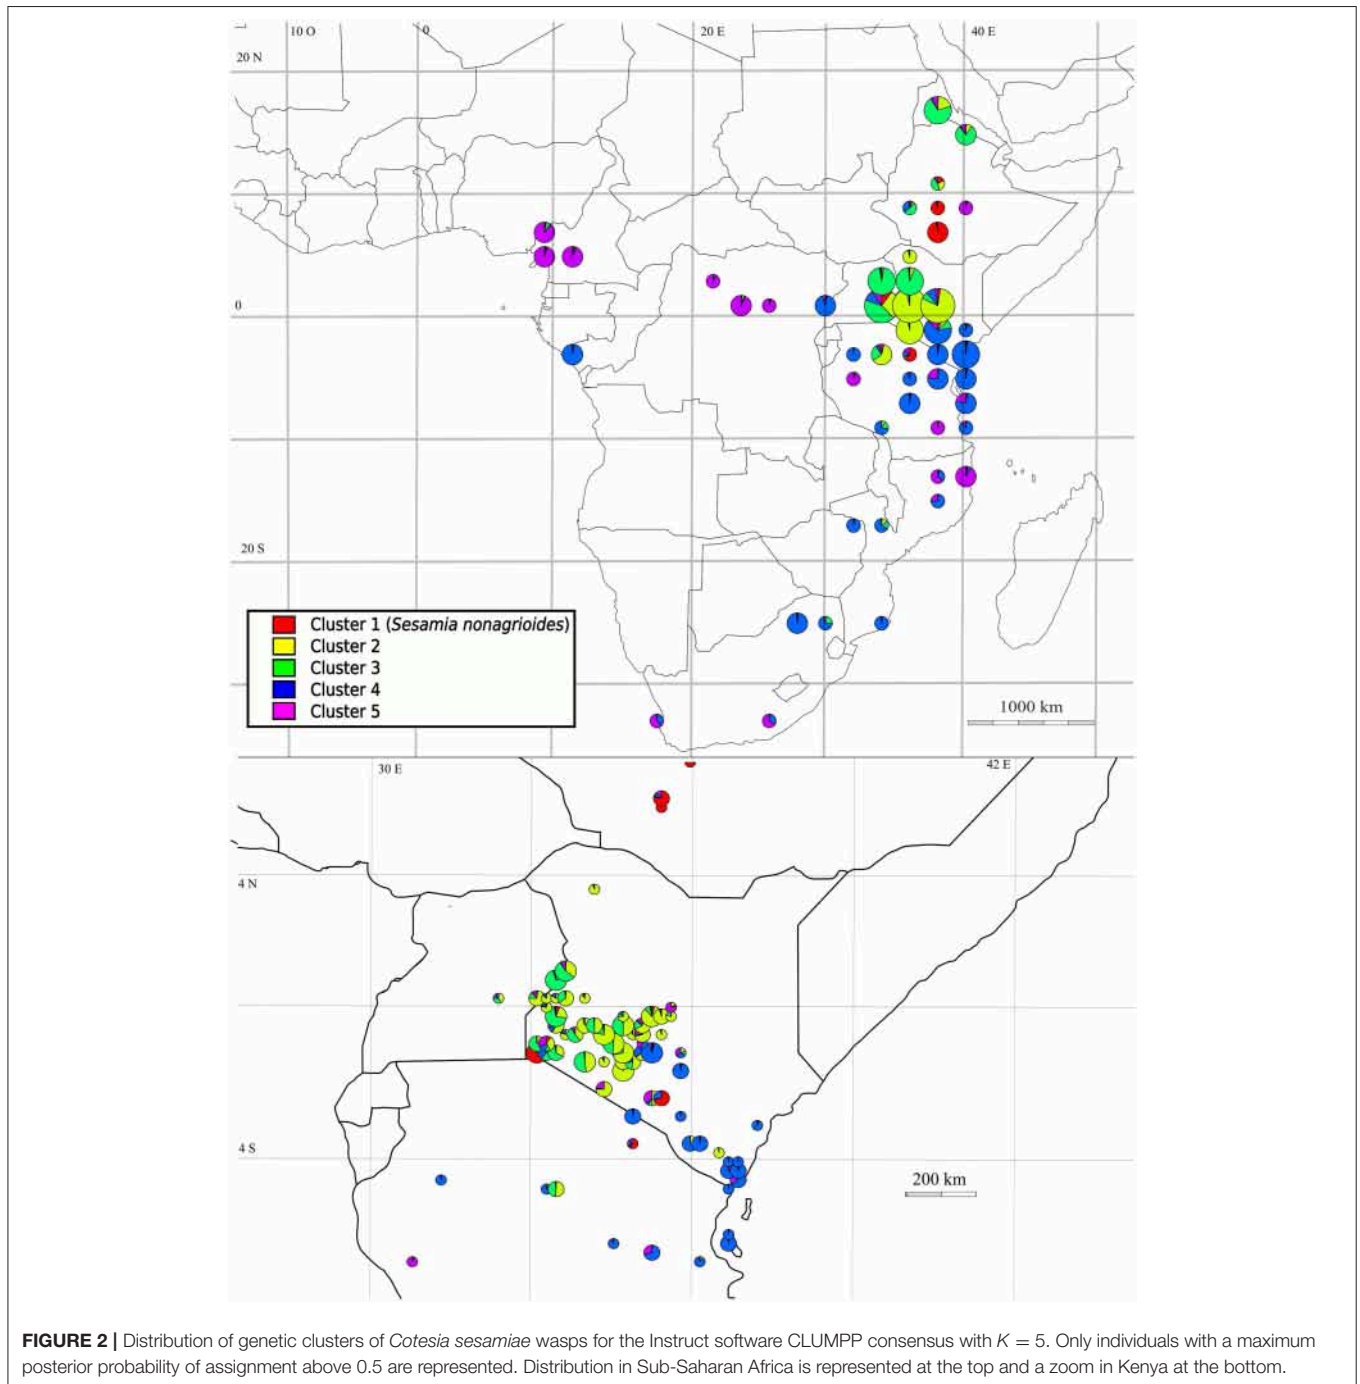 10 O
0
20 E
40 E
20 N
0
20 S
Cluster 1 (Sesamia nonagrioides)
Cluster 2
Cluster 3
Cluster 4
Cluster 5
1000 km
30 E
42 E
4 N
4 S
200 km
FIGURE 2 | Distribution of genetic clusters of Cotesia sesamiae wasps for the Instruct software CLUMPP consensus with K = 5. Only individuals with a maximum
posterior probability of assignment above 0.5 are represented. Distribution in Sub-Saharan Africa is represented at the top and a zoom in Kenya at the bottom.